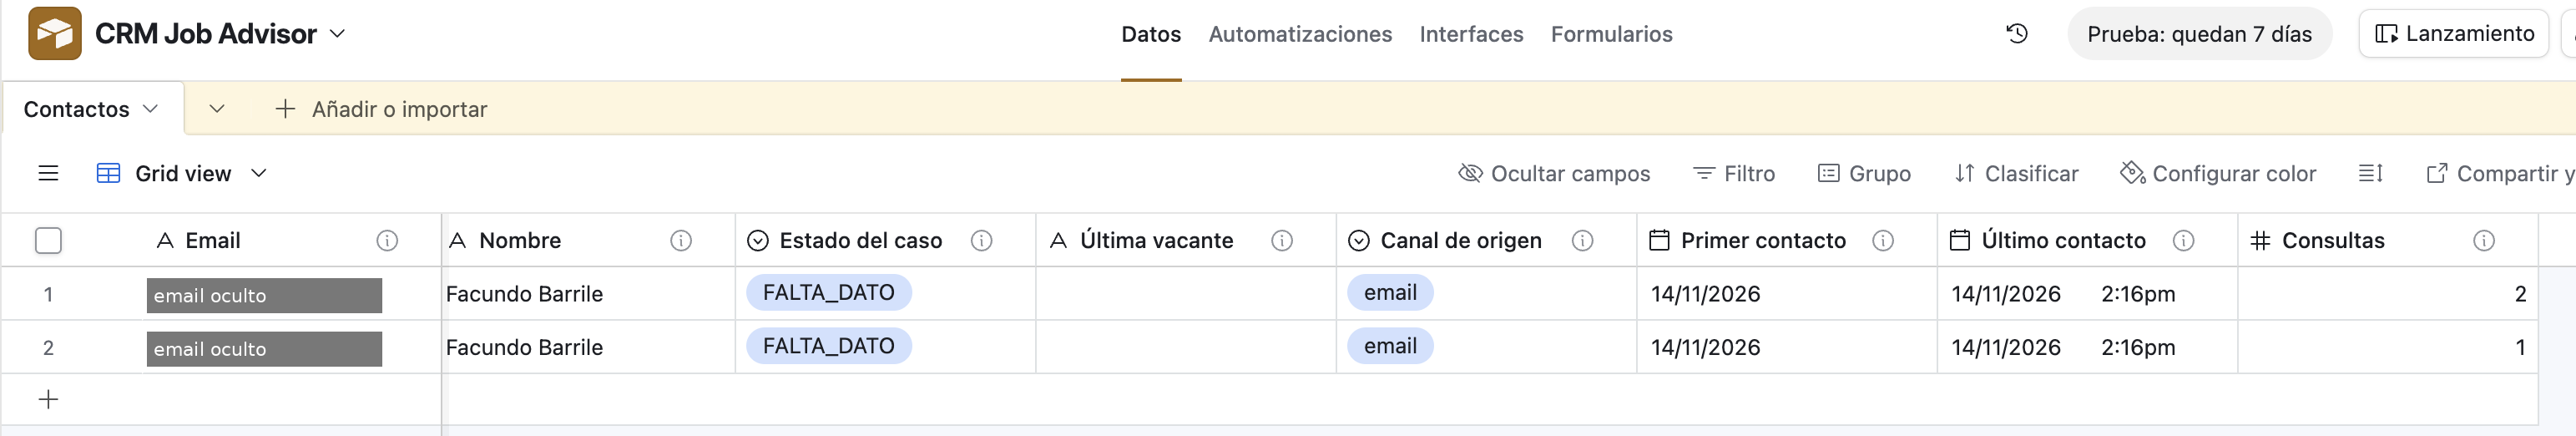 CRM Job Advisor
Datos Automatizaciones Interfaces Formularios
Prueba: quedan 7 días
Lanzamiento
Contactos
Añadir o importar
Grid view
Ocultar campos Filtro Grupo Clasificar Configurar color Compartir y
Email Nombre Estado del caso Última vacante Canal de origen Primer contacto Último contacto Consultas
1 email oculto Facundo Barrile FALTA_DATO email 14/11/2026 14/11/2026 2:16pm 2
2 email oculto Facundo Barrile FALTA_DATO email 14/11/2026 14/11/2026 2:16pm 1